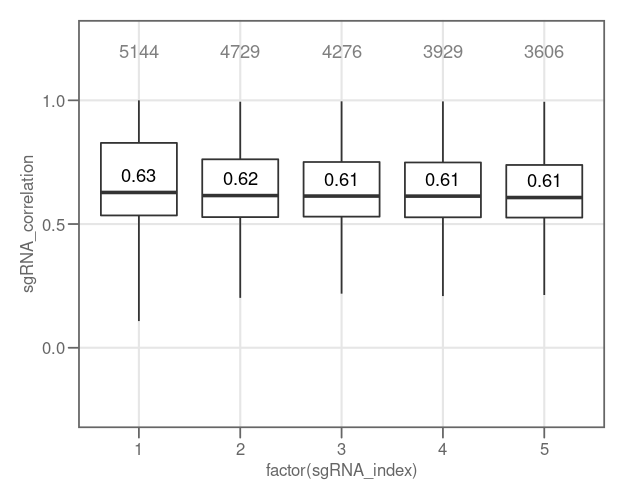 5144 4729 4276 3929 3606
1.0
0.63 0.62 0.61 0.61 0.61
0.5
0.0
sgRNA_correlation
1 2 3 4 5
factor(sgRNA_index)